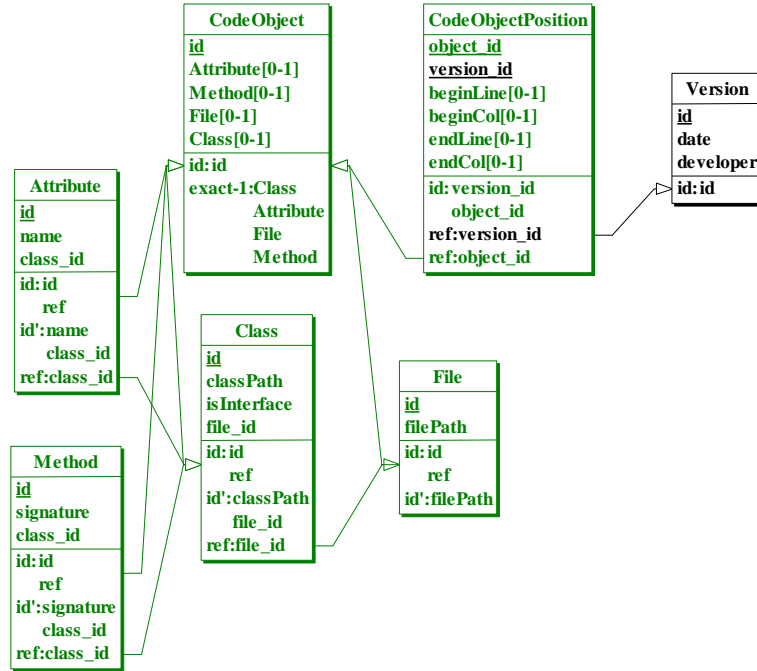 CodeObject
id
Attribute[0-1]
Method[0-1]
File[0-1]
Class[0-1]
id:id
exact-1:Class
Attribute
File
Method
CodeObjectPosition
object_id
version_id
beginLine[0-1]
beginCol[0-1]
endLine[0-1]
endCol[0-1]
id:version_id
object_id
ref:version_id
ref:object_id
Version
id
date
developer
id:id
Attribute
id
name
class_id
id:id
ref
id':name
class_id
ref:class_id
Class
id
classPath
isInterface
file_id
id:id
ref
id':classPath
file_id
ref:file_id
File
id
filePath
id:id
ref
id':filePath
Method
id
signature
class_id
id:id
ref
id':signature
class_id
ref:class_id